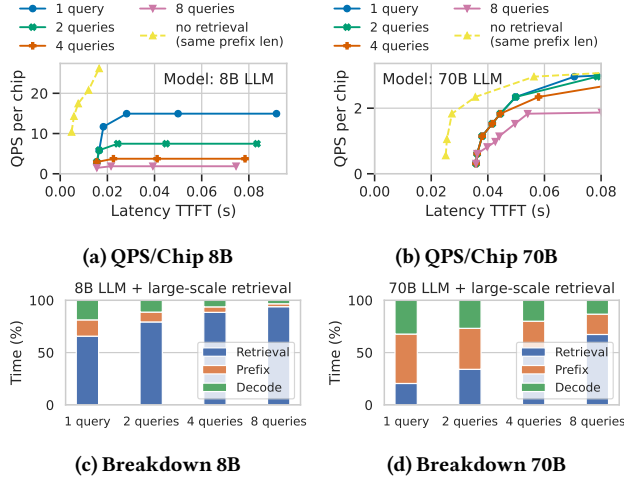 1 query
2 queries
4 queries
8 queries
no retrieval
(same prefix len)
1 query
2 queries
4 queries
8 queries
no retrieval
(same prefix len)
QPS per chip
20
10
0
Model: 8B LLM
0.00 0.02 0.04 0.06 0.08
Latency TTFT (s)
QPS per chip
2
0
Model: 70B LLM
0.00 0.02 0.04 0.06 0.08
Latency TTFT (s)
(a) QPS/Chip 8B
(b) QPS/Chip 70B
8B LLM + large-scale retrieval
Time (%)
100
50
0
Retrieval
Prefix
Decode
1 query 2 queries 4 queries 8 queries
70B LLM + large-scale retrieval
Time (%)
100
50
0
Retrieval
Prefix
Decode
1 query 2 queries 4 queries 8 queries
(c) Breakdown 8B
(d) Breakdown 70B